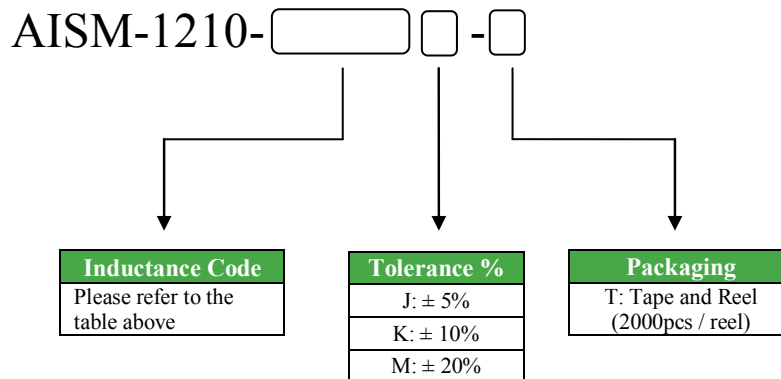 AISM-1210- -
Inductance Code
Please refer to the
table above
Tolerance %
J: ± 5%
K: ± 10%
M: ± 20%
Packaging
T: Tape and Reel
(2000pcs / reel)